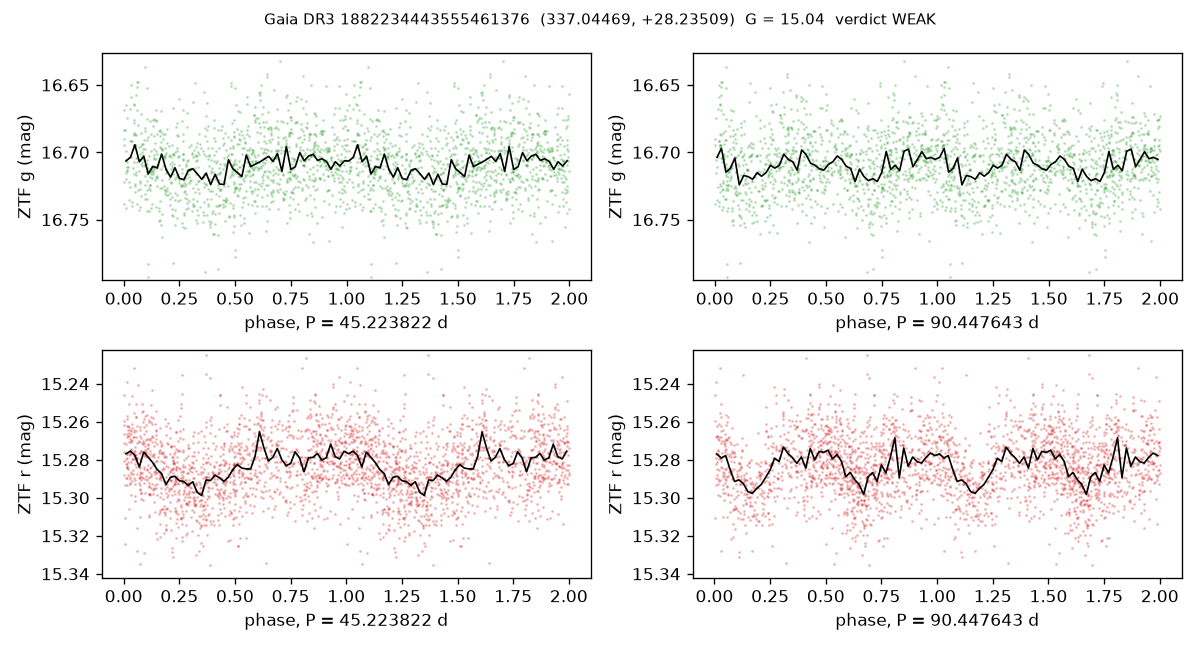 Gaia DR3 1882234443555461376  (337.04469, +28.23509)  G = 15.04  verdict WEAK
ZTF g (mag)
16.65
16.70
16.75
0.00 0.25 0.50 0.75 1.00 1.25 1.50 1.75 2.00
phase, P = 45.223822 d
ZTF g (mag)
16.65
16.70
16.75
0.00 0.25 0.50 0.75 1.00 1.25 1.50 1.75 2.00
phase, P = 90.447643 d
ZTF r (mag)
15.24
15.26
15.28
15.30
15.32
15.34
0.00 0.25 0.50 0.75 1.00 1.25 1.50 1.75 2.00
phase, P = 45.223822 d
ZTF r (mag)
15.24
15.26
15.28
15.30
15.32
15.34
0.00 0.25 0.50 0.75 1.00 1.25 1.50 1.75 2.00
phase, P = 90.447643 d